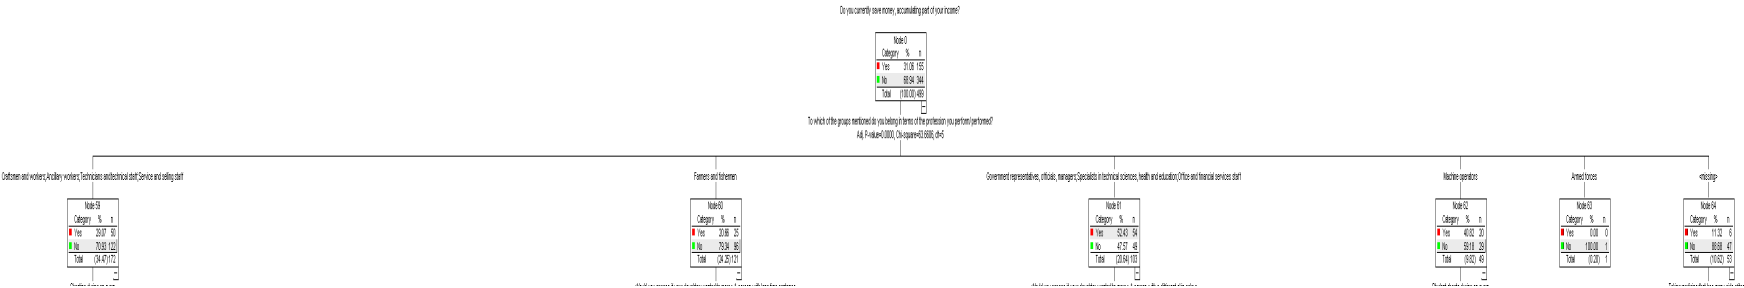 Do you currently save money, accumulating part of your income?
Node 0
Category % n
Yes 31.06 155
No 68.94 344
Total (100.00) 499
To which of the groups mentioned do you belong in terms of the profession you perform/performed?
Adj. P-value=0.0000, Chi-square=63.6606, df=5
Craftsmen and workers;Ancillary workers;Technicians and technical staff;Service and selling staff
Farmers and fishermen
Government representatives, officials, managers;Specialists in technical sciences, health and education;Office and financial services staff
Machine operators
Armed forces
<missing>
Node 59
Category % n
Yes 29.07 50
No 70.93 122
Total (34.47) 172
Node 60
Category % n
Yes 20.66 25
No 79.34 96
Total (24.25) 121
Node 61
Category % n
Yes 52.43 54
No 47.57 49
Total (20.64) 103
Node 62
Category % n
Yes 40.82 20
No 59.18 29
Total (9.82) 49
Node 63
Category % n
Yes 0.00 0
No 100.00 1
Total (0.20) 1
Node 64
Category % n
Yes 11.32 6
No 88.68 47
Total (10.62) 53